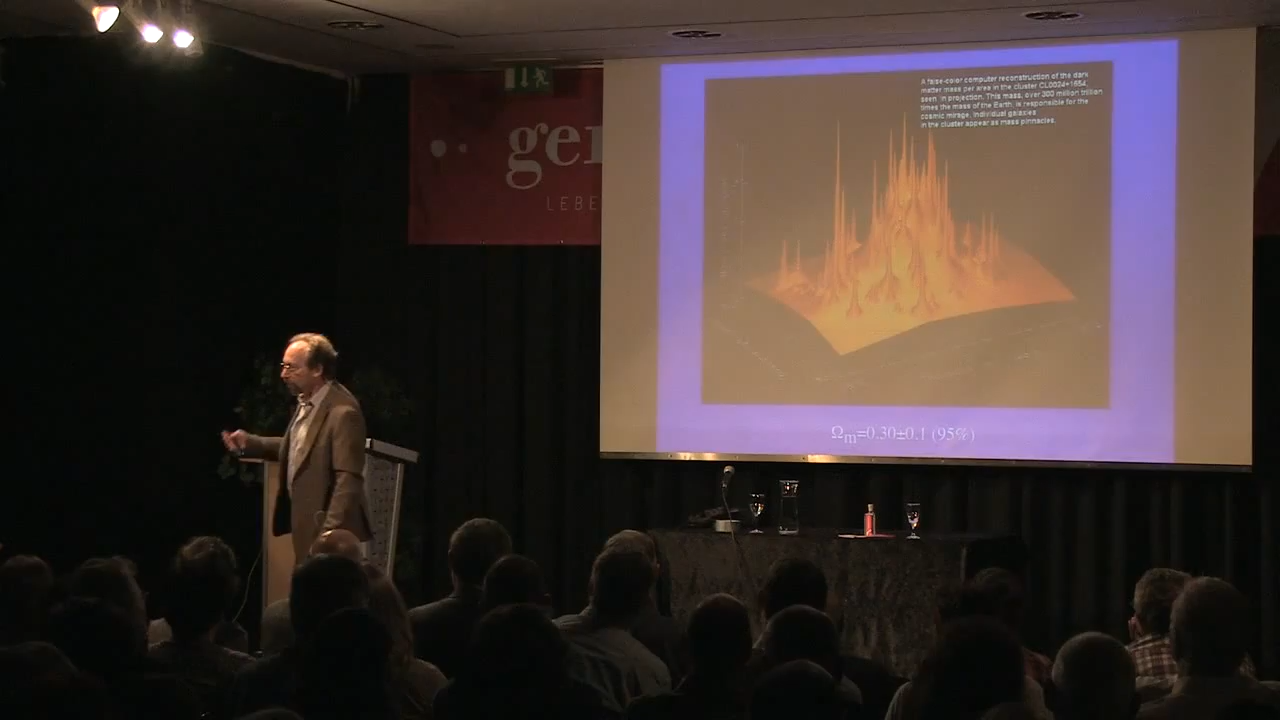 A false-color computer reconstruction of the dark
matter mass per area in the cluster CL0024+1654,
seen in projection. This mass, over 300 million trillion
times the mass of the Earth, is responsible for the
cosmic mirage. Individual galaxies
in the cluster appear as mass pinnacles.
ge
LEBE
Ωm=0.30±0.1 (95%)